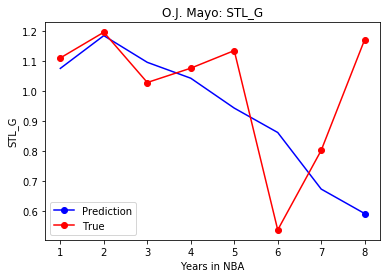 O.J. Mayo: STL_G
1.2
1.1
1.0
0.9
0.8
0.7
0.6
STL_G
Prediction
True
1 2 3 4 5 6 7 8
Years in NBA